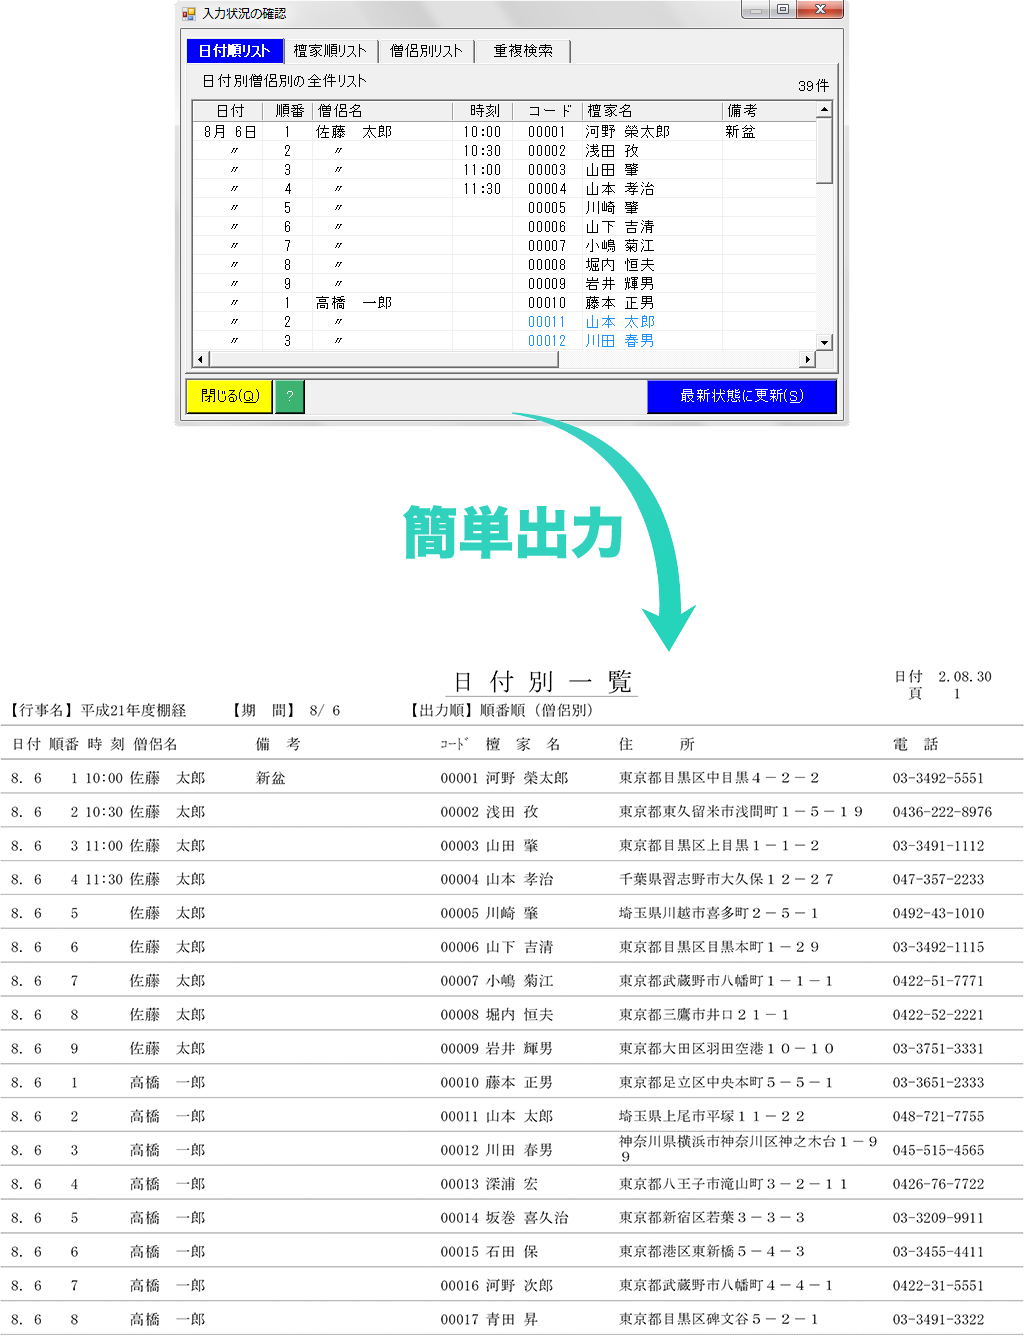 入力状況の確認
日付順リスト 檀家順リスト 僧侶別リスト 重複検索
日付別僧侶別の全件リスト 39件
日付 順番 僧侶名 時刻 コード 檀家名 備考
8月 6日 1 佐藤 太郎 10:00 00001 河野 榮太郎 新盆
〃 2 〃 10:30 00002 浅田 孜
〃 3 〃 11:00 00003 山田 肇
〃 4 〃 11:30 00004 山本 孝治
〃 5 〃 00005 川崎 肇
〃 6 〃 00006 山下 吉清
〃 7 〃 00007 小嶋 菊江
〃 8 〃 00008 堀内 恒夫
〃 9 〃 00009 岩井 輝男
〃 1 高橋 一郎 00010 藤本 正男
〃 2 〃 00011 山本 太郎
〃 3 〃 00012 川田 春男
閉じる(Q) ? 最新状態に更新(S)
簡単出力
日付別一覧
日付 2.08.30
頁 1
【行事名】平成21年度棚経 【期 間】 8/ 6 【出力順】順番順（僧侶別）
日付 順番 時 刻 僧侶名 備 考 ｺｰﾄﾞ 檀 家 名 住 所 電 話
8. 6 1 10:00 佐藤 太郎 新盆 00001 河野 榮太郎 東京都目黒区中目黒４－２－２ 03-3492-5551
8. 6 2 10:30 佐藤 太郎 00002 浅田 孜 東京都東久留米市浅間町１－５－１９ 0436-222-8976
8. 6 3 11:00 佐藤 太郎 00003 山田 肇 東京都目黒区上目黒１－１－２ 03-3491-1112
8. 6 4 11:30 佐藤 太郎 00004 山本 孝治 千葉県習志野市大久保１２－２７ 047-357-2233
8. 6 5 佐藤 太郎 00005 川崎 肇 埼玉県川越市喜多町２－５－１ 0492-43-1010
8. 6 6 佐藤 太郎 00006 山下 吉清 東京都目黒区目黒本町１－２９ 03-3492-1115
8. 6 7 佐藤 太郎 00007 小嶋 菊江 東京都武蔵野市八幡町１－１－１ 0422-51-7771
8. 6 8 佐藤 太郎 00008 堀内 恒夫 東京都三鷹市井口２１－１ 0422-52-2221
8. 6 9 佐藤 太郎 00009 岩井 輝男 東京都大田区羽田空港１０－１０ 03-3751-3331
8. 6 1 高橋 一郎 00010 藤本 正男 東京都足立区中央本町５－５－１ 03-3651-2333
8. 6 2 高橋 一郎 00011 山本 太郎 埼玉県上尾市平塚１１－２２ 048-721-7755
8. 6 3 高橋 一郎 00012 川田 春男 神奈川県横浜市神奈川区神之木台１－９ 045-515-4565
９
8. 6 4 高橋 一郎 00013 深浦 宏 東京都八王子市滝山町３－２－１１ 0426-76-7722
8. 6 5 高橋 一郎 00014 坂巻 喜久治 東京都新宿区若葉３－３－３ 03-3209-9911
8. 6 6 高橋 一郎 00015 石田 保 東京都港区東新橋５－４－３ 03-3455-4411
8. 6 7 高橋 一郎 00016 河野 次郎 東京都武蔵野市八幡町４－４－１ 0422-31-5551
8. 6 8 高橋 一郎 00017 青田 昇 東京都目黒区碑文谷５－２－１ 03-3491-3322